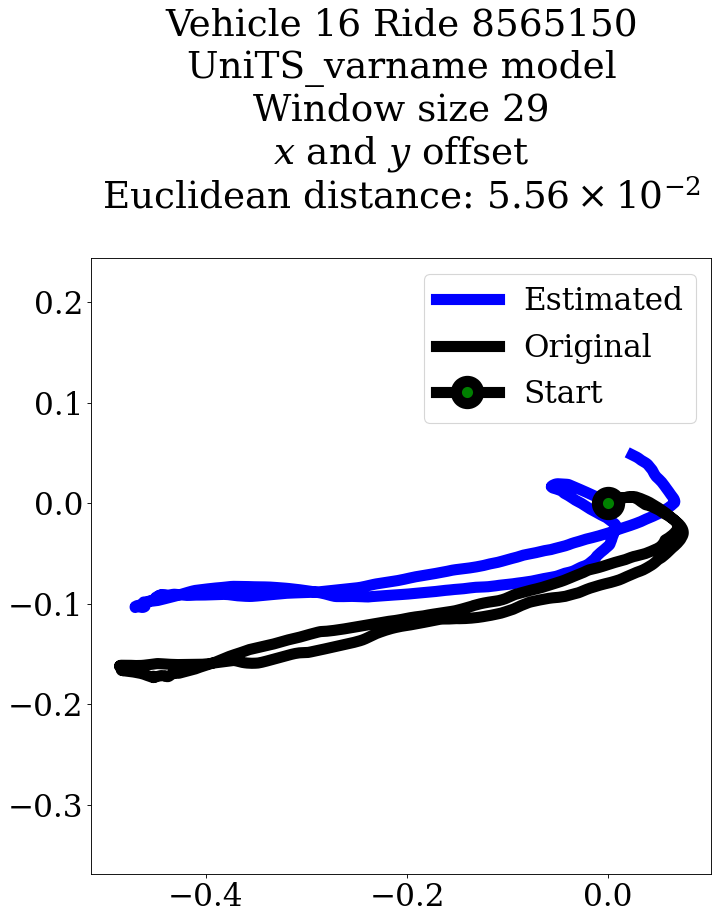 Vehicle 16 Ride 8565150
UniTS_varname model
Window size 29
x and y offset
Euclidean distance: 5.56 × 10⁻²
Estimated
Original
Start
0.2
0.1
0.0
−0.1
−0.2
−0.3
−0.4
−0.2
0.0